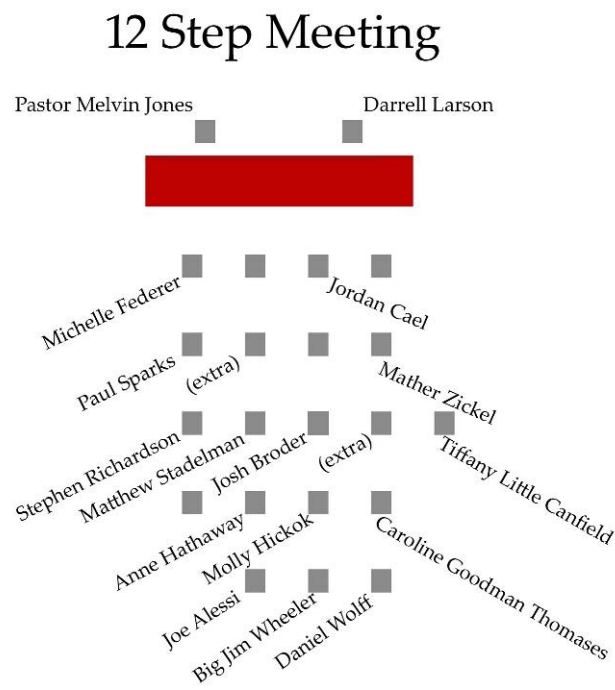 12 Step Meeting
Pastor Melvin Jones
Darrell Larson
Michelle Federer
Jordan Cael
Paul Sparks
(extra)
Mather Zickel
Stephen Richardson
Matthew Stadelman
Josh Broder
(extra)
Tiffany Little Canfield
Anne Hathaway
Molly Hickok
Caroline Goodman Thomases
Joe Alessi
Big Jim Wheeler
Daniel Wolff